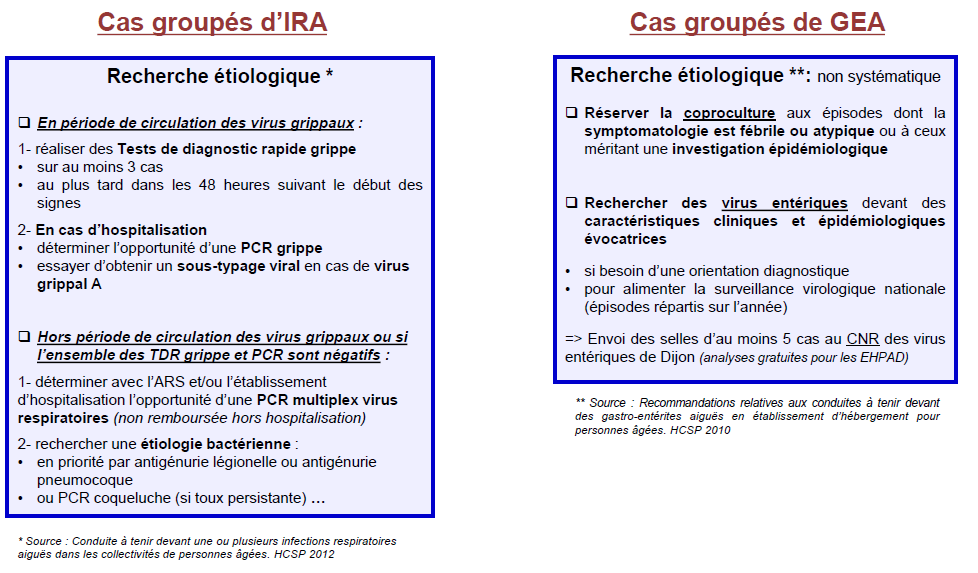 Cas groupés d’IRA
Recherche étiologique *
❑ En période de circulation des virus grippaux :
1- réaliser des Tests de diagnostic rapide grippe
• sur au moins 3 cas
• au plus tard dans les 48 heures suivant le début des
signes
2- En cas d’hospitalisation
• déterminer l’opportunité d’une PCR grippe
• essayer d’obtenir un sous-typage viral en cas de virus
grippal A
❑ Hors période de circulation des virus grippaux ou si
l’ensemble des TDR grippe et PCR sont négatifs :
1- déterminer avec l’ARS et/ou l’établissement
d’hospitalisation l’opportunité d’une PCR multiplex virus
respiratoires (non remboursée hors hospitalisation)
2- rechercher une étiologie bactérienne :
• en priorité par antigénurie légionelle ou antigénurie
pneumocoque
• ou PCR coqueluche (si toux persistante) …
* Source : Conduite à tenir devant une ou plusieurs infections respiratoires
aiguës dans les collectivités de personnes âgées. HCSP 2012
Cas groupés de GEA
Recherche étiologique **: non systématique
❑ Réserver la coproculture aux épisodes dont la
symptomatologie est fébrile ou atypique ou à ceux
méritant une investigation épidémiologique
❑ Rechercher des virus entériques devant des
caractéristiques cliniques et épidémiologiques
évocatrices
• si besoin d’une orientation diagnostique
• pour alimenter la surveillance virologique nationale
(épisodes répartis sur l’année)
=> Envoi des selles d’au moins 5 cas au CNR des virus
entériques de Dijon (analyses gratuites pour les EHPAD)
** Source : Recommandations relatives aux conduites à tenir devant
des gastro-entérites aiguës en établissement d’hébergement pour
personnes âgées. HCSP 2010